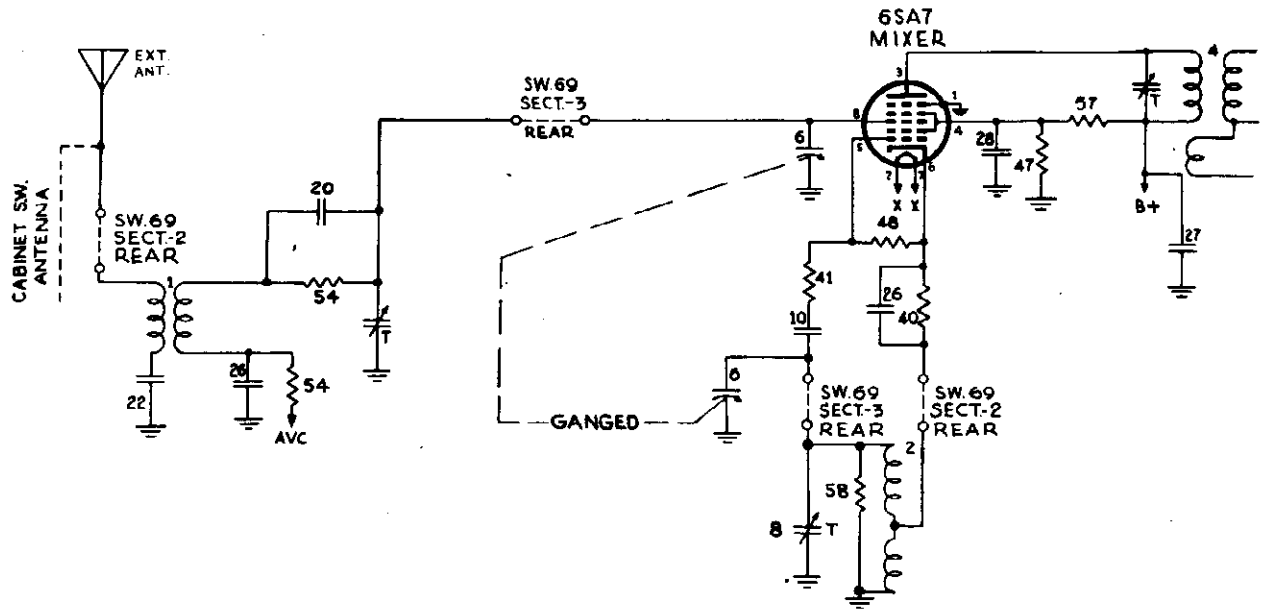 6SA7
MIXER
EXT.
ANT.
CABINET S.W.
ANTENNA
SW.69
SECT.-2
REAR
SW.69
SECT.-3
REAR
20
54
T
1
22
26
54
AVC
6
8
3
1
4
5
6
2
7
X X
28
47
57
T
4
B+
27
48
41
10
26
40
6
GANGED
SW.69
SECT.-3
REAR
SW.69
SECT.-2
REAR
2
58
8
T